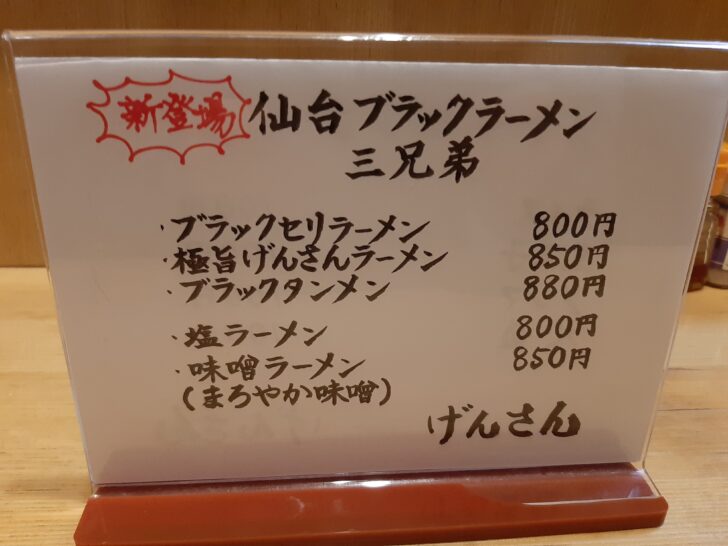 新登場 仙台ブラックラーメン
三兄弟
・ブラックセリラーメン 800円
・極旨げんさんラーメン 850円
・ブラックタンメン 880円
・塩ラーメン 800円
・味噌ラーメン 850円
(まろやか味噌)
げんさん